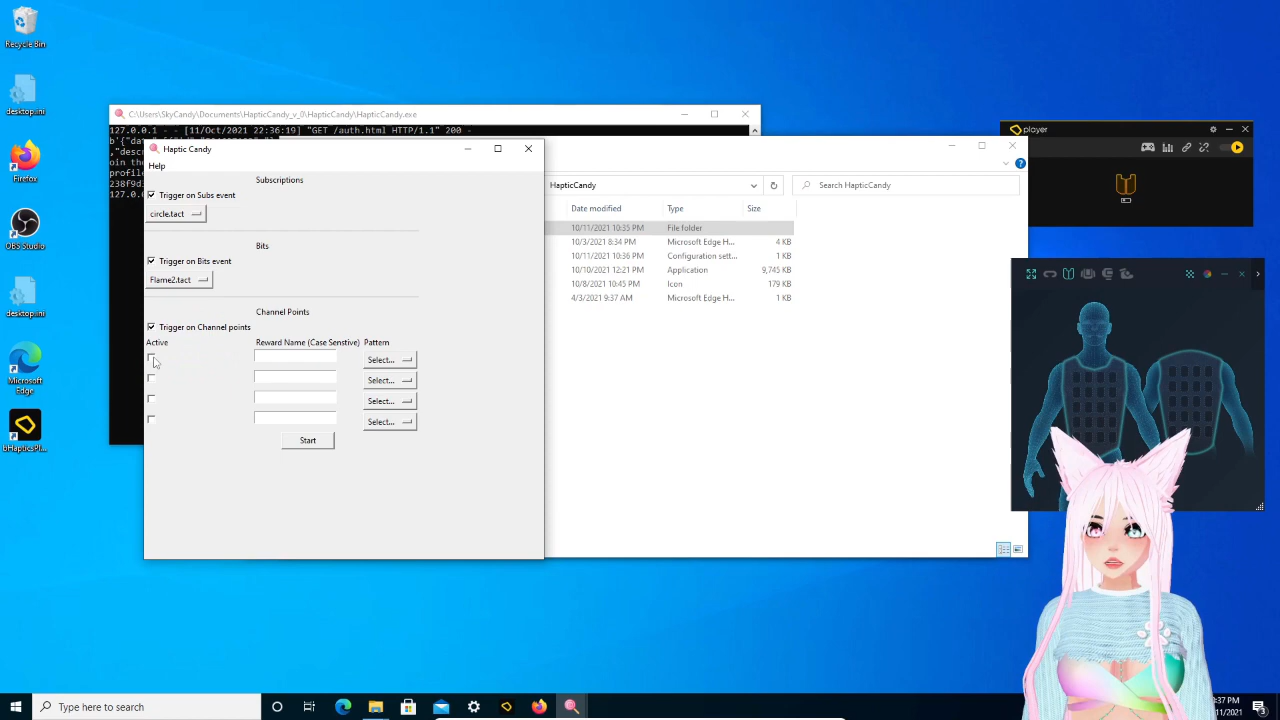 Recycle Bin
desktop.ini
Firefox
OBS Studio
desktop.ini
Microsoft
Edge
bHapticsPl...
C:\Users\SkyCandy\Documents\HapticCandy_v_0\HapticCandy\HapticCandy.exe
127.0.0.1 - - [11/Oct/2021 22:36:19] "GET /auth.html HTTP/1.1" 200 -
Haptic Candy
Help
Subscriptions
Trigger on Subs event
circle.tact
Bits
Trigger on Bits event
Flame2.tact
Channel Points
Trigger on Channel points
Active Reward Name (Case Senstive) Pattern
Select...
Select...
Select...
Select...
Start
HapticCandy
Search HapticCandy
Date modified Type Size
10/11/2021 10:35 PM File folder
10/3/2021 8:34 PM Microsoft Edge H... 4 KB
10/11/2021 10:36 PM Configuration sett... 1 KB
10/10/2021 12:21 PM Application 9,745 KB
10/8/2021 10:45 PM Icon 179 KB
4/3/2021 9:37 AM Microsoft Edge H... 1 KB
player
Type here to search
:37 PM
11/2021